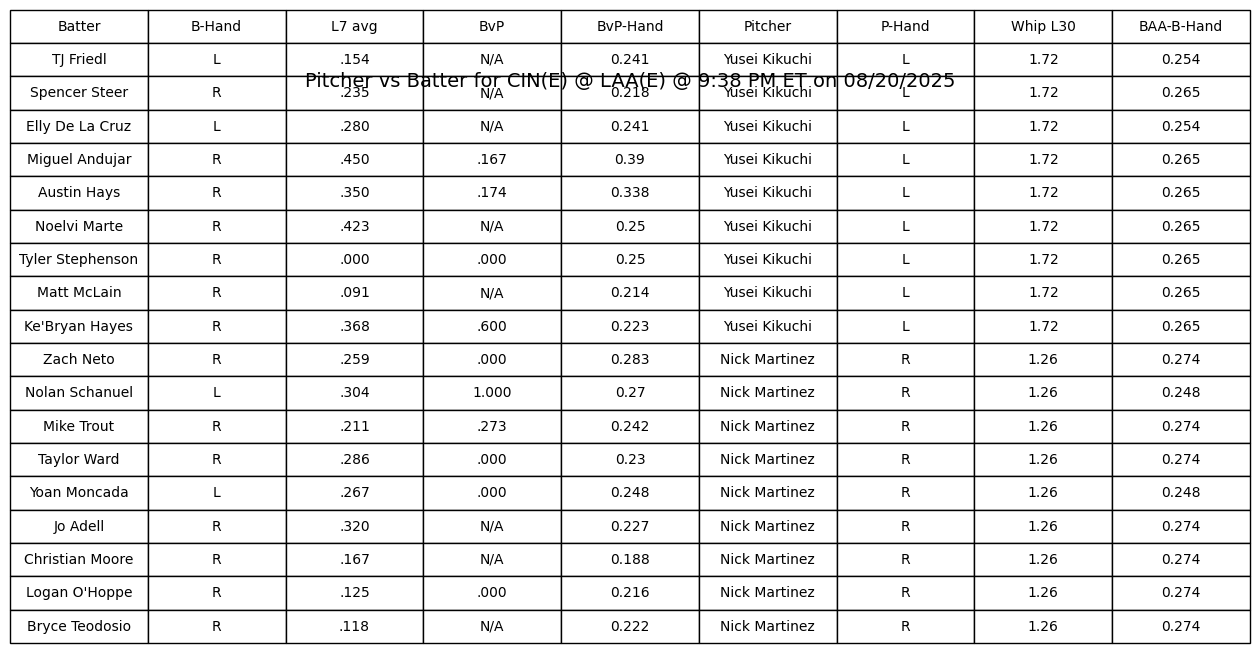 Batter B-Hand L7 avg BvP BvP-Hand Pitcher P-Hand Whip L30 BAA-B-Hand
TJ Friedl L .154 N/A 0.241 Yusei Kikuchi L 1.72 0.254
Pitcher vs Batter for CIN(E) @ LAA(E) @ 9:38 PM ET on 08/20/2025
Spencer Steer R .235 N/A 0.218 Yusei Kikuchi L 1.72 0.265
Elly De La Cruz L .280 N/A 0.241 Yusei Kikuchi L 1.72 0.254
Miguel Andujar R .450 .167 0.39 Yusei Kikuchi L 1.72 0.265
Austin Hays R .350 .174 0.338 Yusei Kikuchi L 1.72 0.265
Noelvi Marte R .423 N/A 0.25 Yusei Kikuchi L 1.72 0.265
Tyler Stephenson R .000 .000 0.25 Yusei Kikuchi L 1.72 0.265
Matt McLain R .091 N/A 0.214 Yusei Kikuchi L 1.72 0.265
Ke'Bryan Hayes R .368 .600 0.223 Yusei Kikuchi L 1.72 0.265
Zach Neto R .259 .000 0.283 Nick Martinez R 1.26 0.274
Nolan Schanuel L .304 1.000 0.27 Nick Martinez R 1.26 0.248
Mike Trout R .211 .273 0.242 Nick Martinez R 1.26 0.274
Taylor Ward R .286 .000 0.23 Nick Martinez R 1.26 0.274
Yoan Moncada L .267 .000 0.248 Nick Martinez R 1.26 0.248
Jo Adell R .320 N/A 0.227 Nick Martinez R 1.26 0.274
Christian Moore R .167 N/A 0.188 Nick Martinez R 1.26 0.274
Logan O'Hoppe R .125 .000 0.216 Nick Martinez R 1.26 0.274
Bryce Teodosio R .118 N/A 0.222 Nick Martinez R 1.26 0.274